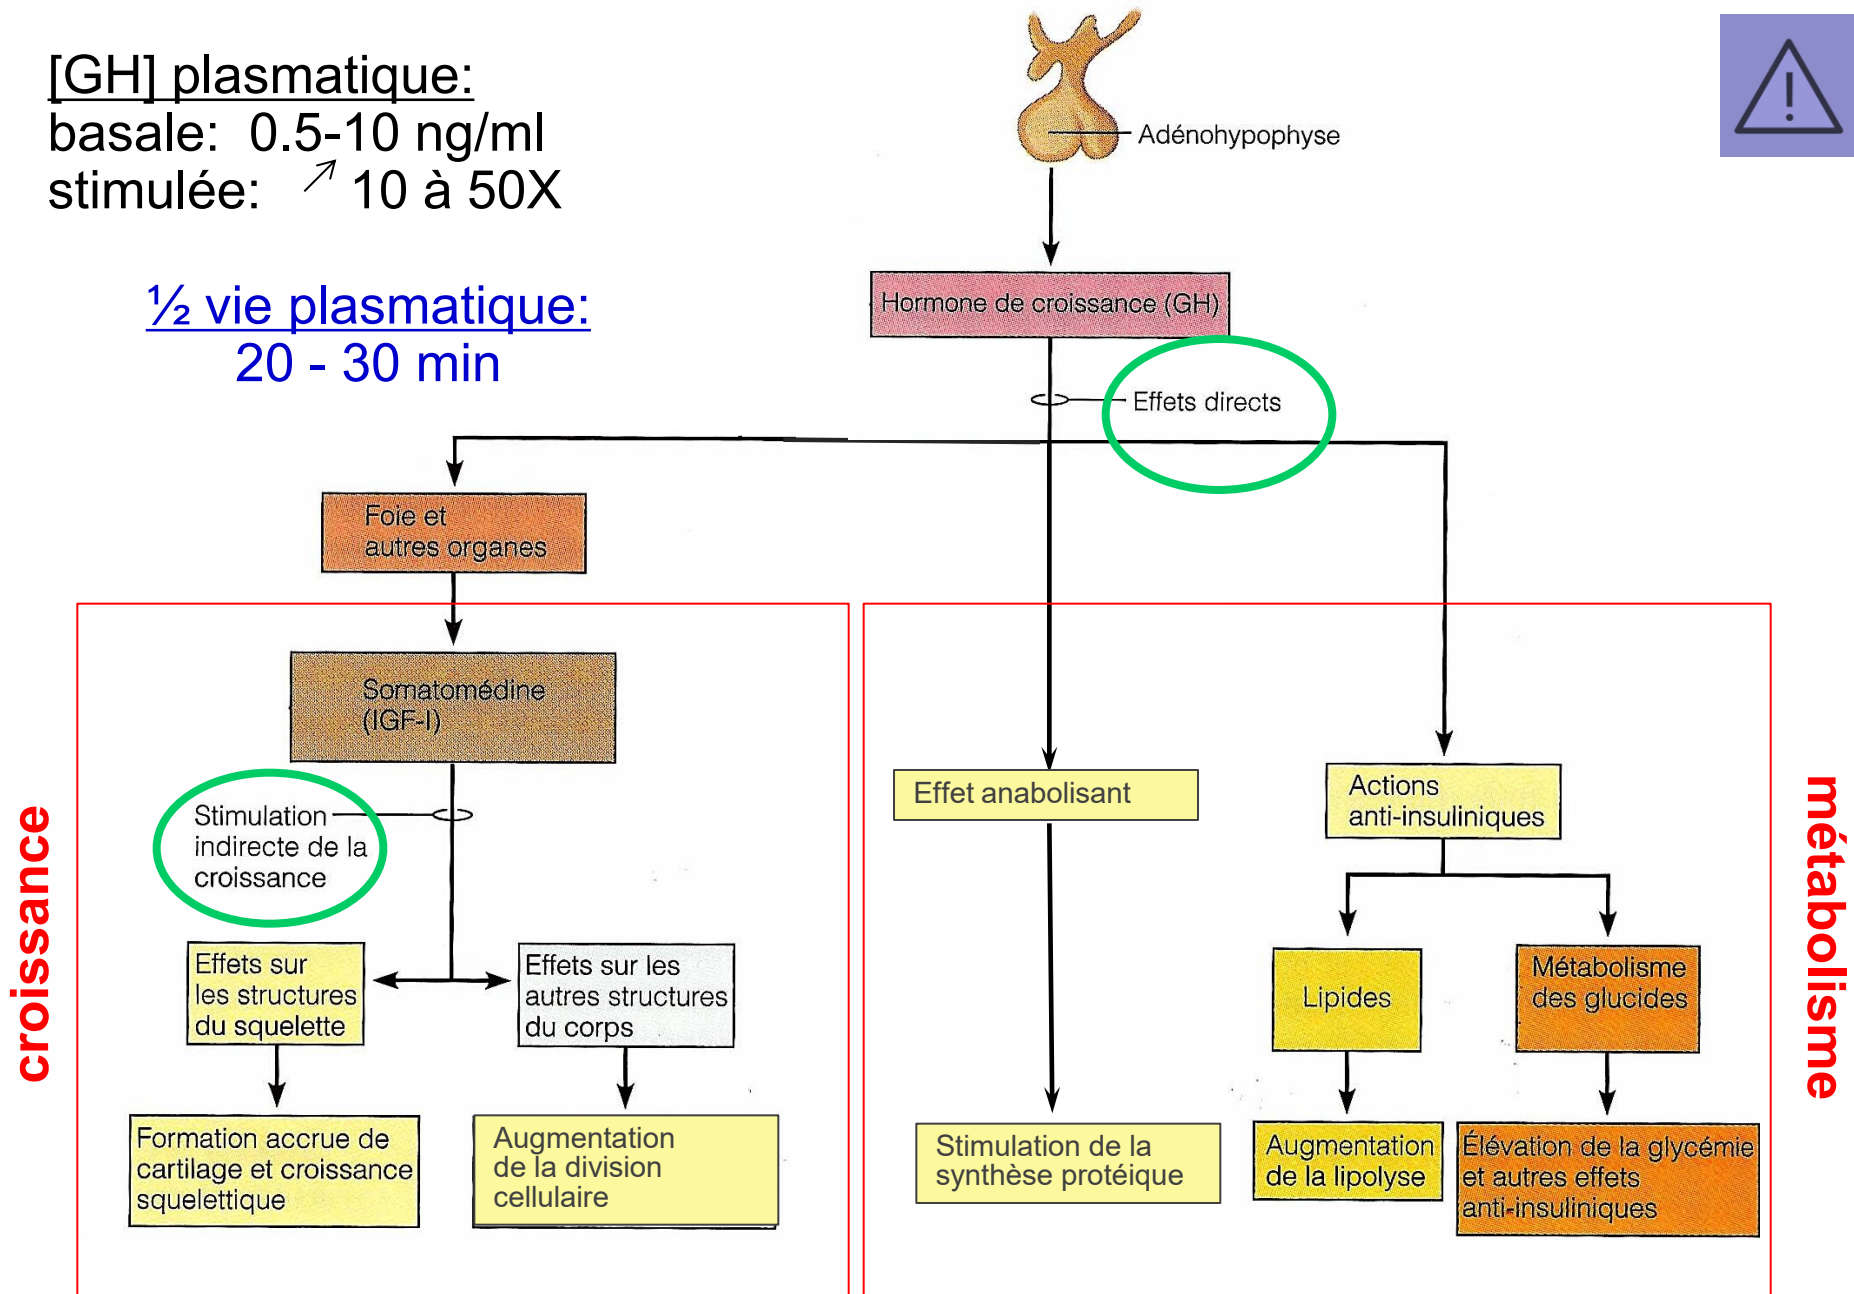 [GH] plasmatique:
basale: 0.5-10 ng/ml
stimulée: ↗ 10 à 50X
½ vie plasmatique:
20 - 30 min
Adénohypophyse
Hormone de croissance (GH)
Effets directs
Foie et
autres organes
Somatomédine
(IGF-I)
Stimulation
indirecte de la
croissance
Effets sur
les structures
du squelette
Effets sur les
autres structures
du corps
Formation accrue de
cartilage et croissance
squelettique
Augmentation
de la division
cellulaire
croissance
Effet anabolisant
Stimulation de la
synthèse protéique
Actions
anti-insuliniques
Lipides
Métabolisme
des glucides
Augmentation
de la lipolyse
Élévation de la glycémie
et autres effets
anti-insuliniques
métabolisme